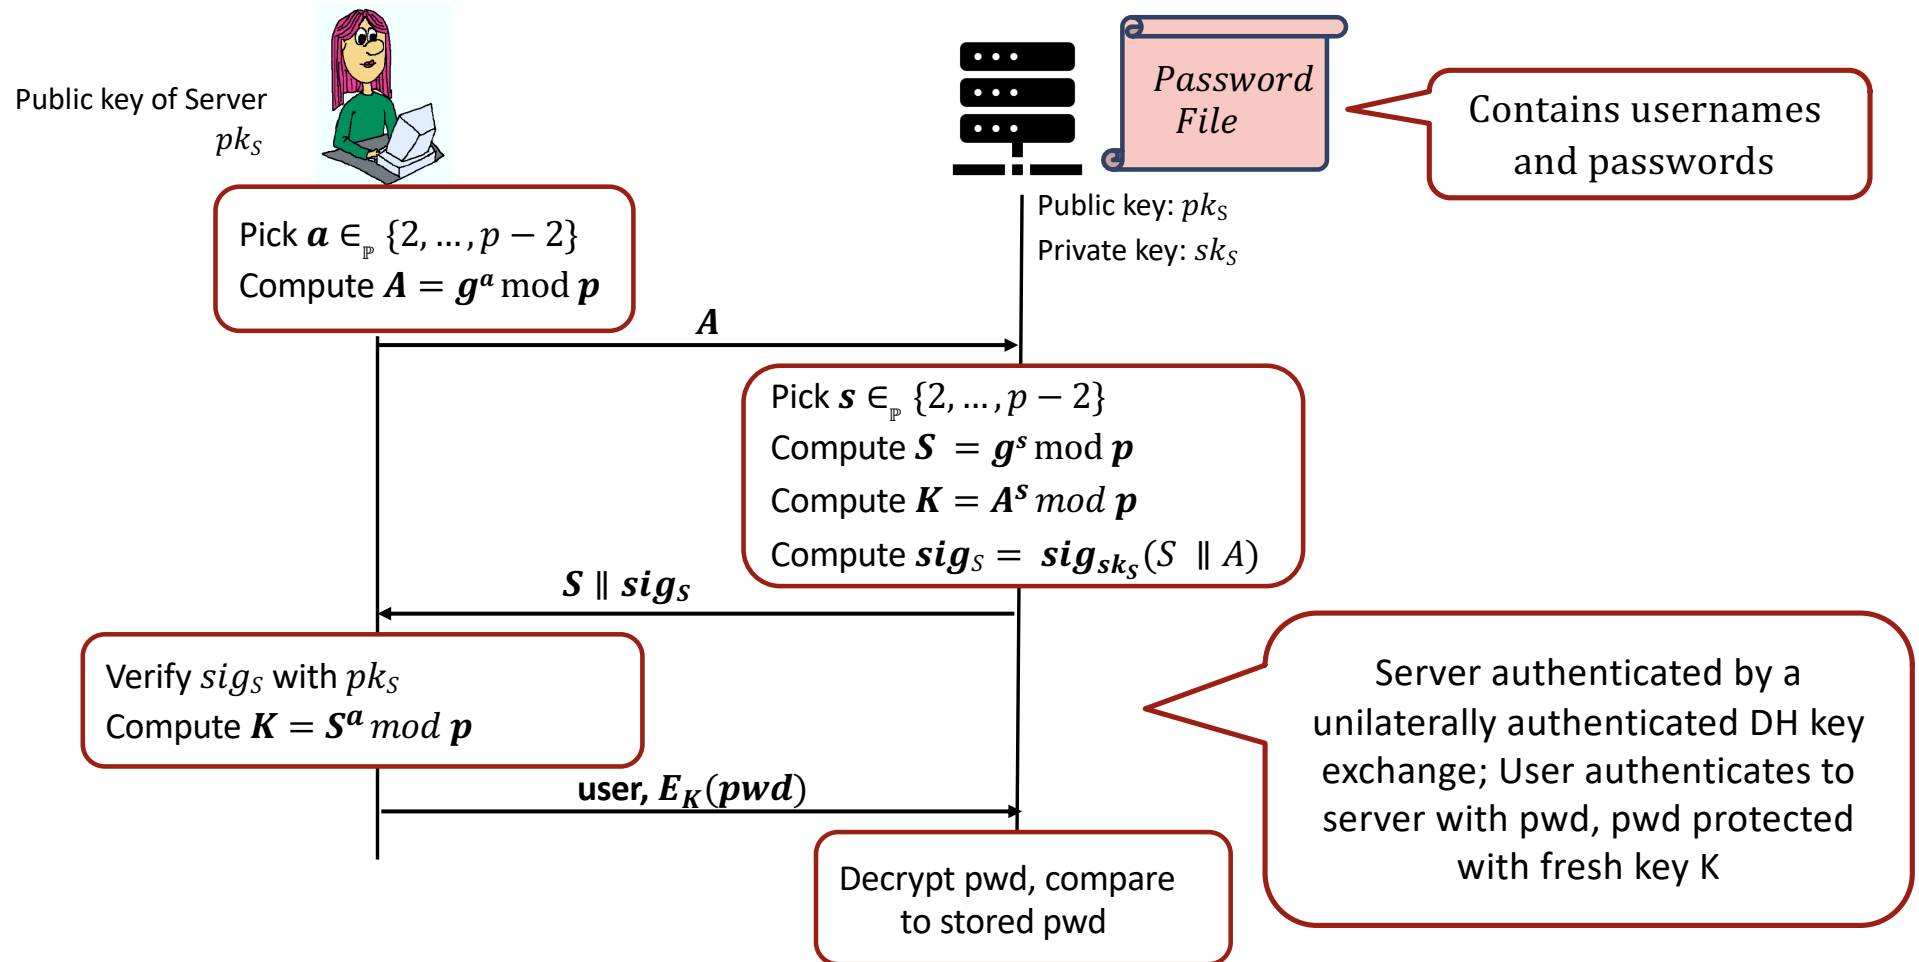 Public key of Server
pk_S
Password
File
Contains usernames
and passwords
Public key: pk_S
Private key: sk_S
Pick a ∈_ℙ {2, …, p − 2}
Compute A = g^a mod p
A
Pick s ∈_ℙ {2, …, p − 2}
Compute S = g^s mod p
Compute K = A^s mod p
Compute sig_S = sig_{sk_S}(S ∥ A)
S ∥ sig_S
Verify sig_S with pk_S
Compute K = S^a mod p
user, E_K(pwd)
Server authenticated by a
unilaterally authenticated DH key
exchange; User authenticates to
server with pwd, pwd protected
with fresh key K
Decrypt pwd, compare
to stored pwd